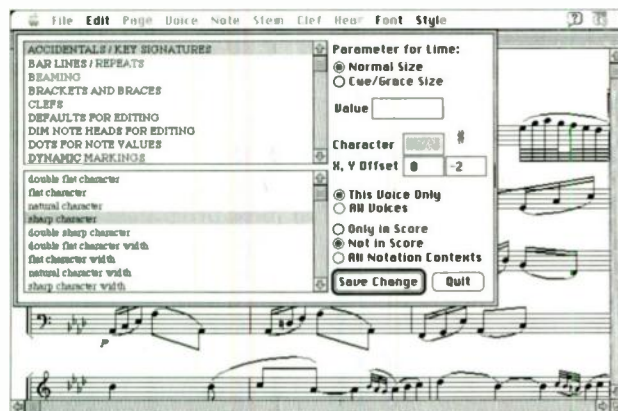 File Edit Page Voice Note Stem Clef Hear Font Style
ACCIDENTALS / KEY SIGNATURES
BAR LINES / REPEATS
BEAMING
BRACKETS AND BRACES
CLEFS
DEFAULTS FOR EDITING
DIM NOTE HEADS FOR EDITING
DOTS FOR NOTE VALUES
DYNAMIC MARKINGS
double flat character
flat character
natural character
sharp character
double sharp character
double flat character width
flat character width
natural character width
sharp character width
Parameter for Lime:
Normal Size
Cue/Grace Size
Value
Character #
X, Y Offset 0 -2
This Voice Only
All Voices
Only in Score
Not in Score
All Notation Contexts
Save Change Quit
P